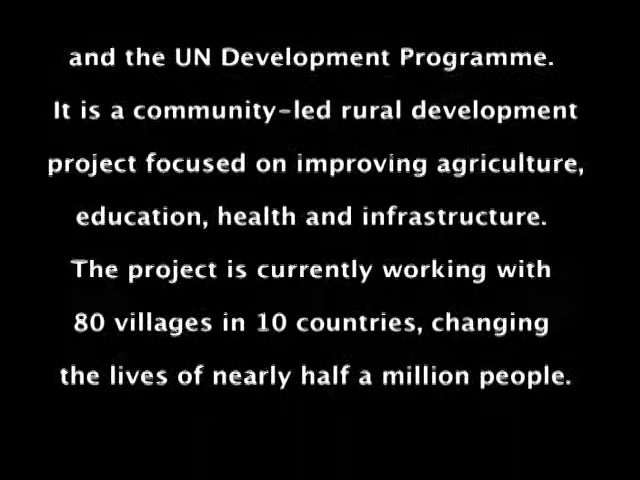 and the UN Development Programme.
It is a community-led rural development
project focused on improving agriculture,
education, health and infrastructure.
The project is currently working with
80 villages in 10 countries, changing
the lives of nearly half a million people.